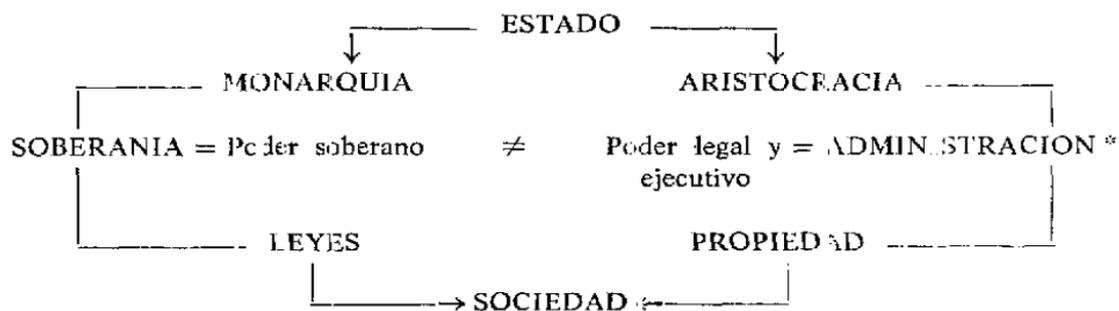 ESTADO
MONARQUIA ARISTOCRACIA
SOBERANIA = Poder soberano ≠ Poder legal y = ADMINISTRACION *
ejecutivo
LEYES PROPIEDAD
SOCIEDAD